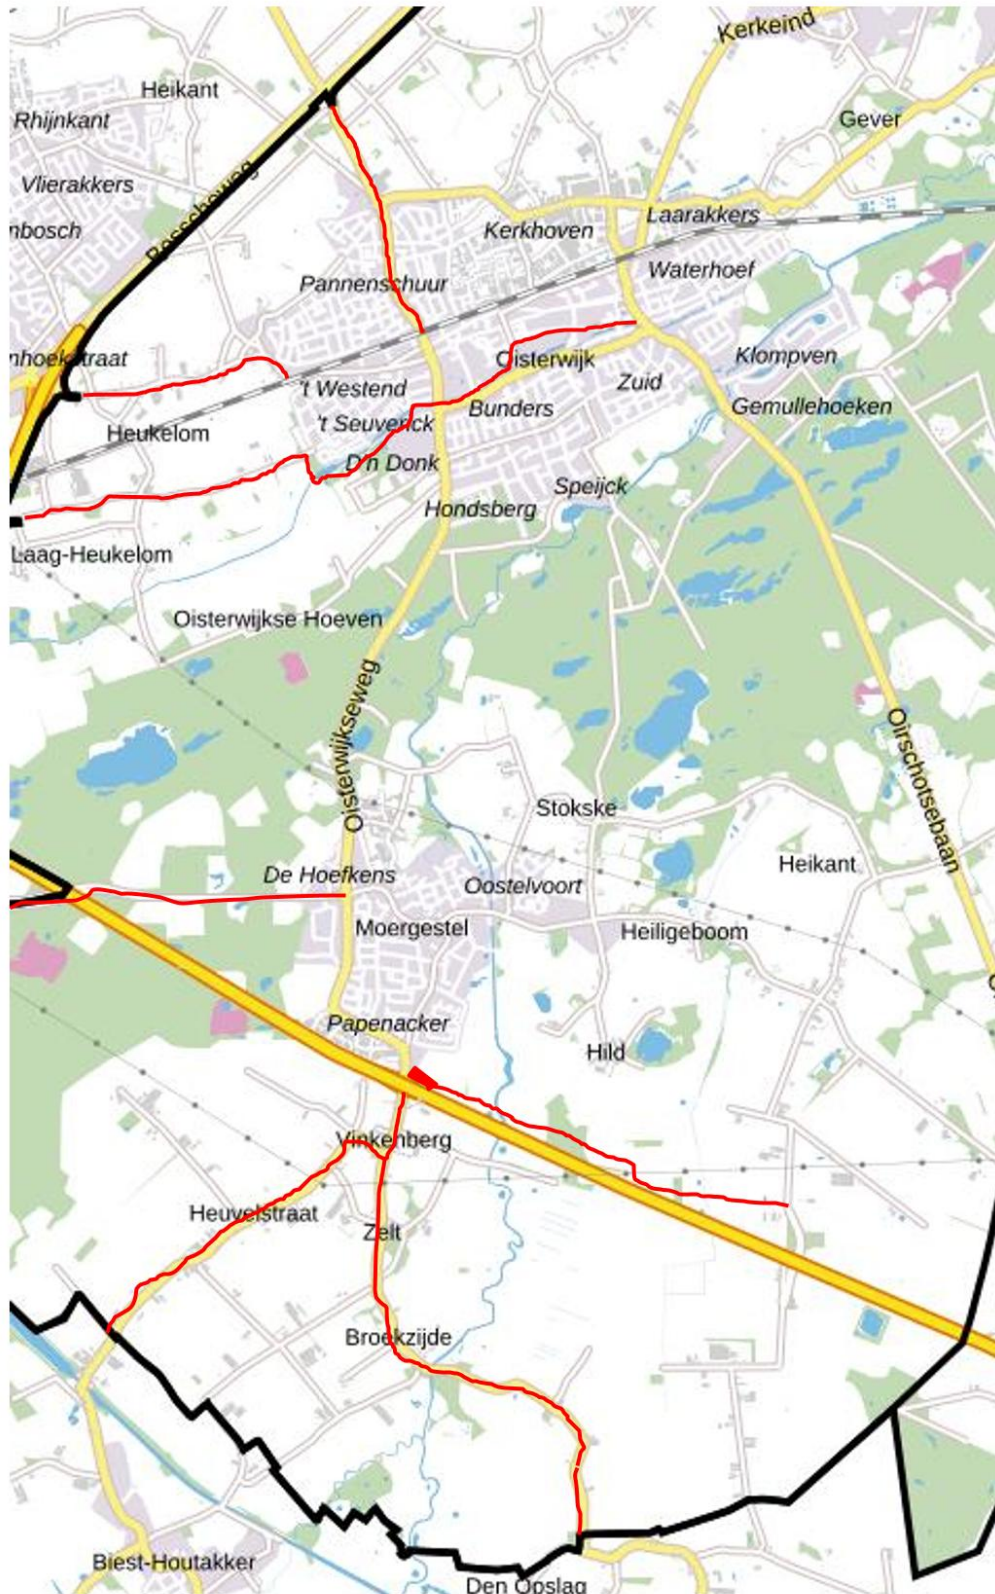 Kerkeind
Heikant
Rhijnkant
Gever
Vlierakkers
Bosscheweg
Laarakkers
nbosch
Kerkhoven
Waterhoef
Pannenschuur
nhoekstraat
Oisterwijk
Klompven
Zuid
't Westend
Bunders
Gemullehoeken
't Seuverick
Heukelom
D'n Donk
Speijck
Hondsberg
Laag-Heukelom
Oisterwijkse Hoeven
Oisterwijkseweg
Oirschotsebaan
Stokske
Heikant
De Hoefkens
Oostelvoort
Moergestel
Heiligeboom
Papenacker
Hild
Vinkenberg
Heuvelstraat
Zelt
Broekzijde
Biest-Houtakker
Den Opslag